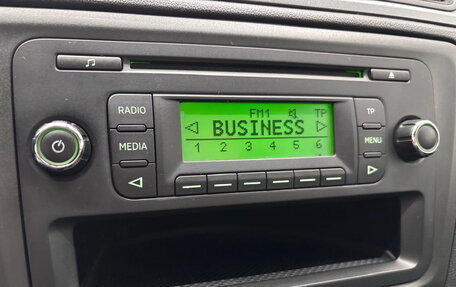 RADIO
FM1 TP
TP
BUSINESS
MEDIA
MENU
1 2 3 4 5 6